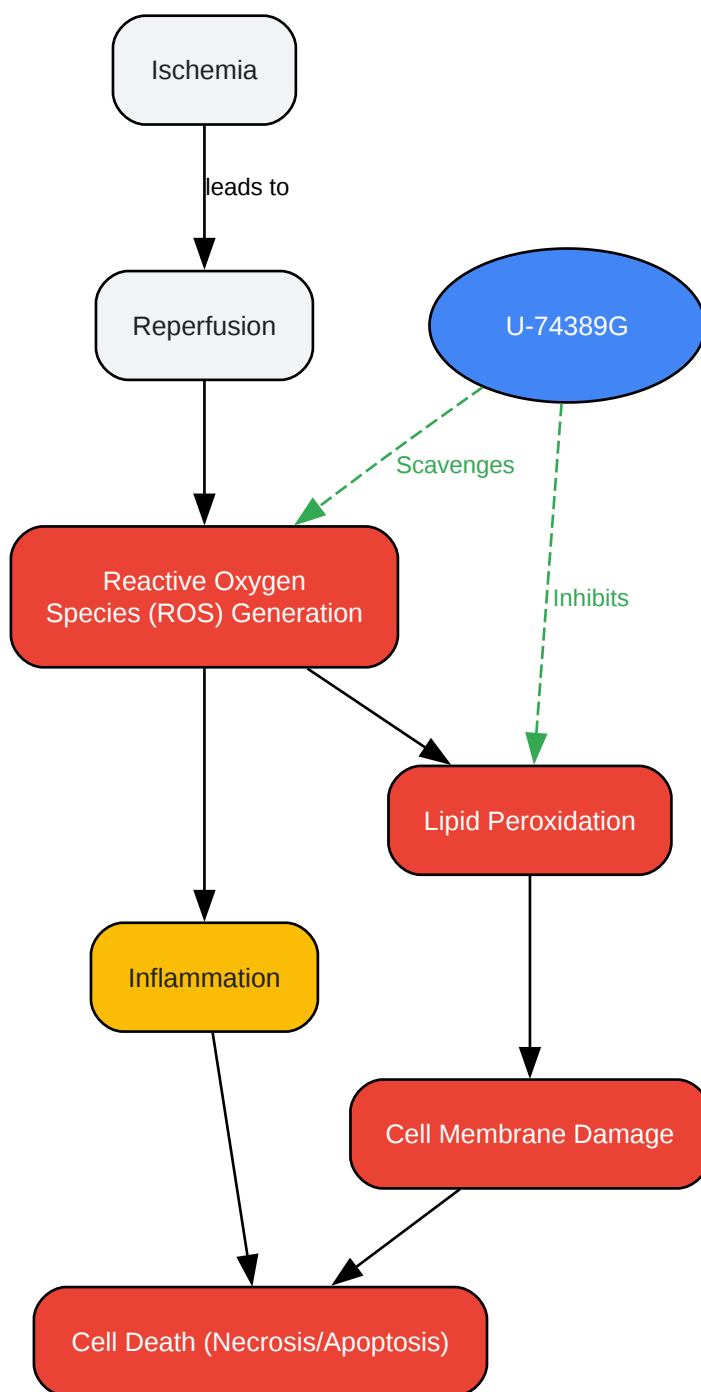 Ischemia
leads to
Reperfusion
U-74389G
Scavenges
Reactive Oxygen
Species (ROS) Generation
Inhibits
Lipid Peroxidation
Inflammation
Cell Membrane Damage
Cell Death (Necrosis/Apoptosis)